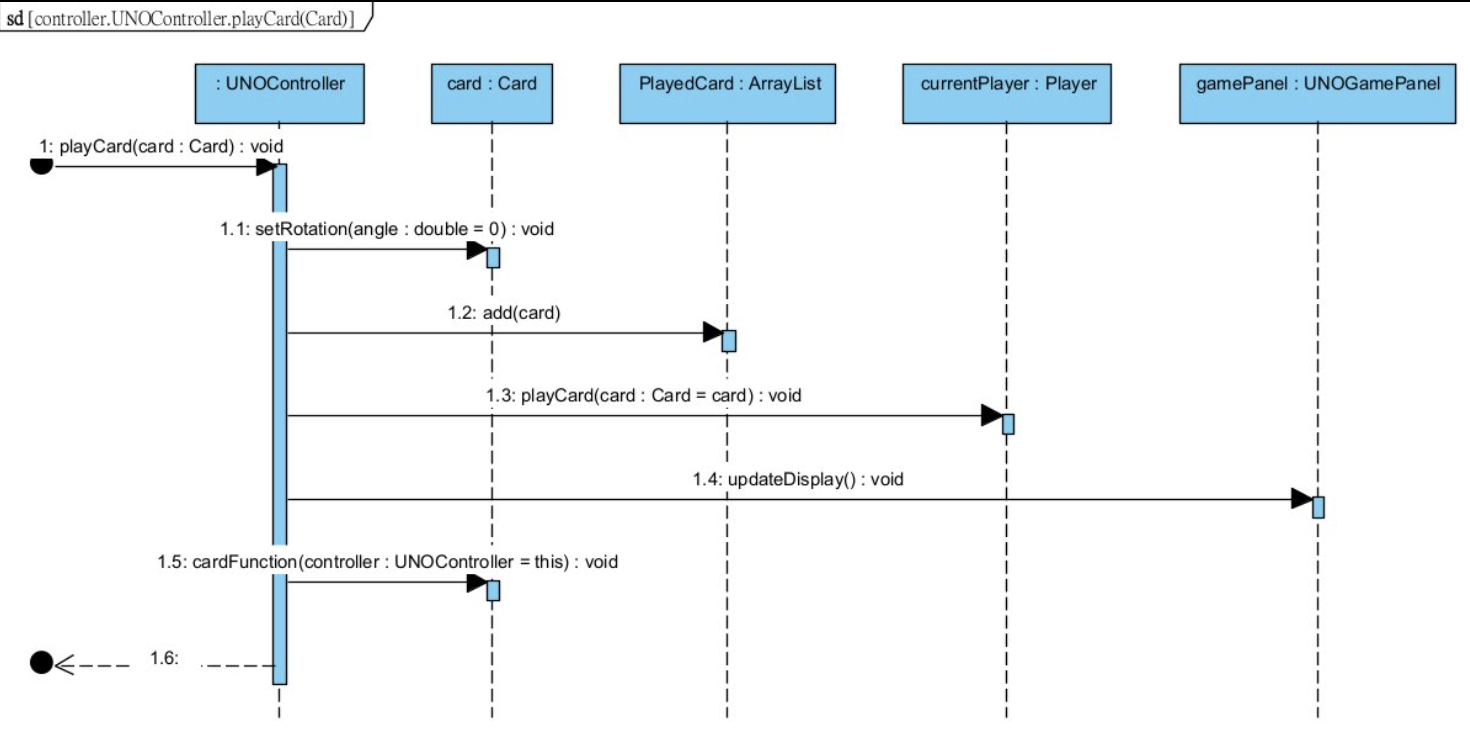 sd [controller.UNOController.playCard(Card)]
: UNOController
card : Card
PlayedCard : ArrayList
currentPlayer : Player
gamePanel : UNOGamePanel
1: playCard(card : Card) : void
1.1: setRotation(angle : double = 0) : void
1.2: add(card)
1.3: playCard(card : Card = card) : void
1.4: updateDisplay() : void
1.5: cardFunction(controller : UNOController = this) : void
1.6: